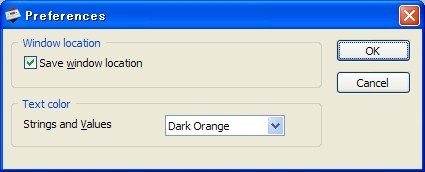 Preferences
Window location
Save window location
OK
Cancel
Text color
Strings and Values
Dark Orange